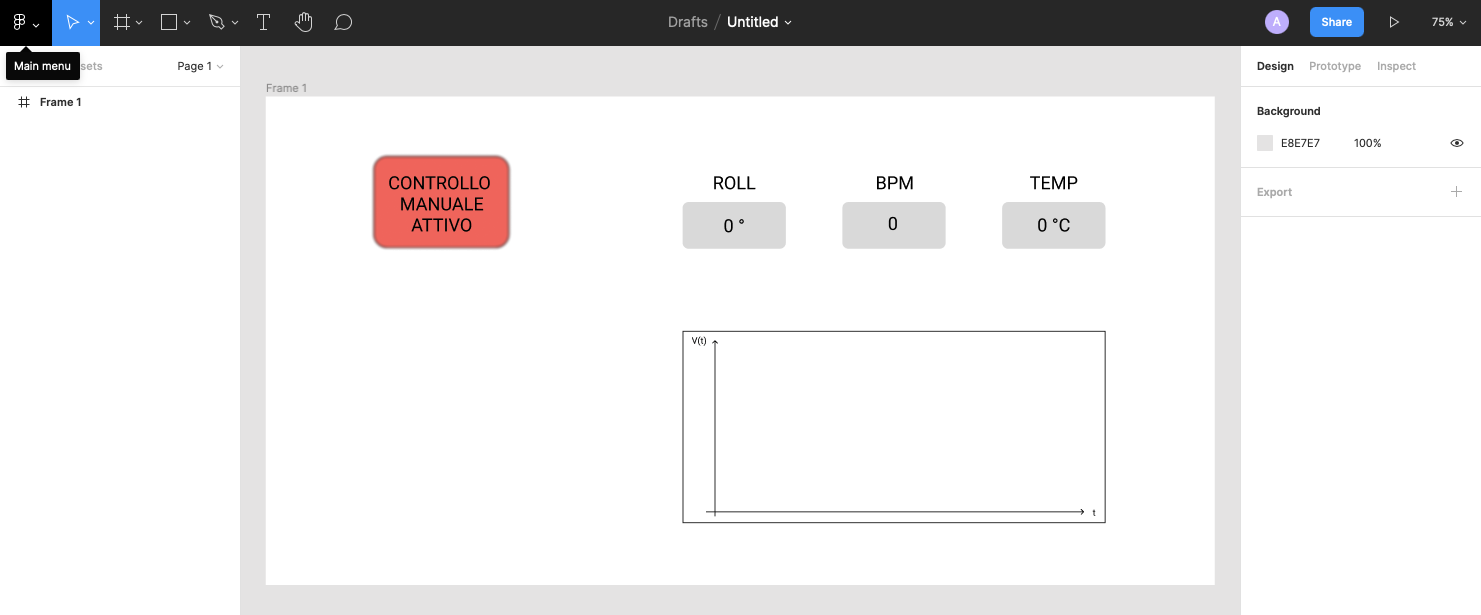 Drafts / Untitled
A
Share
75%
Main menu
sets
Page 1
Frame 1
Frame 1
CONTROLLO
MANUALE
ATTIVO
ROLL
BPM
TEMP
0 °
0
0 °C
V(t)
t
Design
Prototype
Inspect
Background
E8E7E7
100%
Export